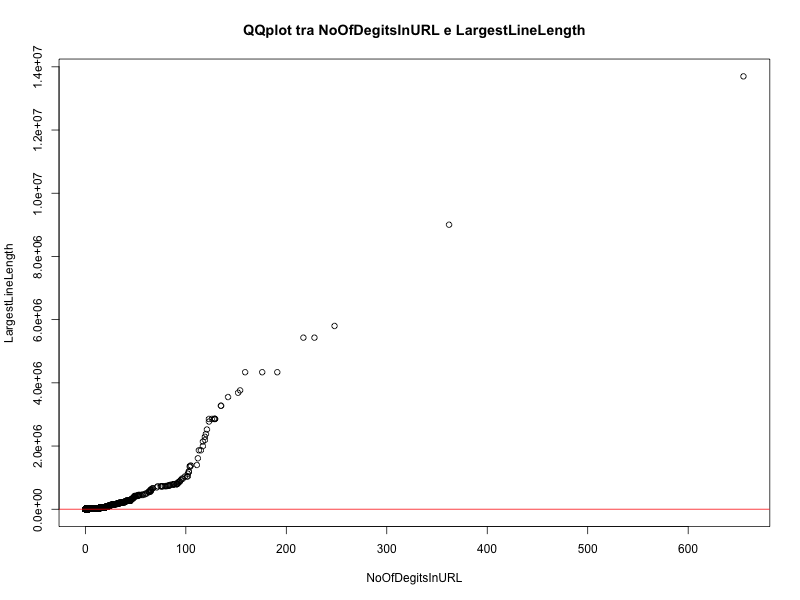 QQplot tra NoOfDegitsInURL e LargestLineLength
1.4e+07
1.2e+07
1.0e+07
8.0e+06
6.0e+06
4.0e+06
2.0e+06
0.0e+00
LargestLineLength
0 100 200 300 400 500 600
NoOfDegitsInURL